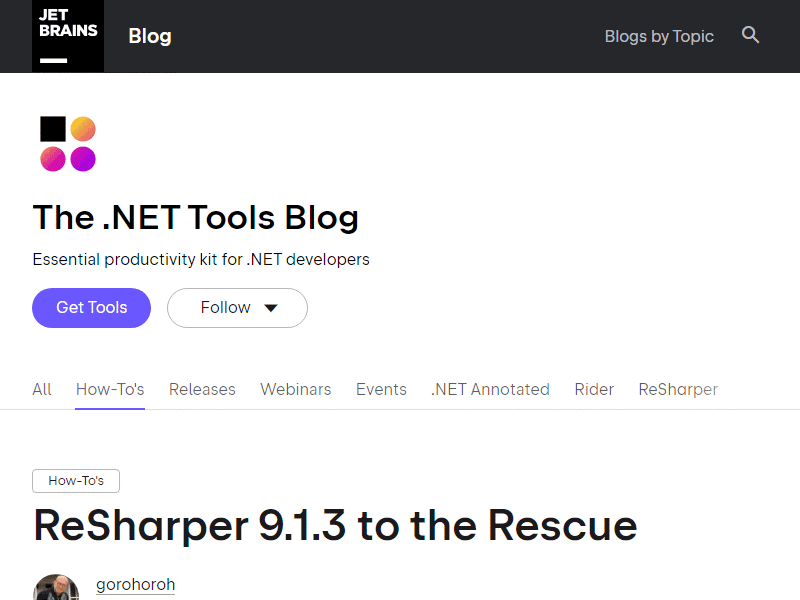 JET
BRAINS
Blog
Blogs by Topic
The .NET Tools Blog
Essential productivity kit for .NET developers
Get Tools
Follow
All How-To's Releases Webinars Events .NET Annotated Rider ReSharper
How-To's
ReSharper 9.1.3 to the Rescue
gorohoroh